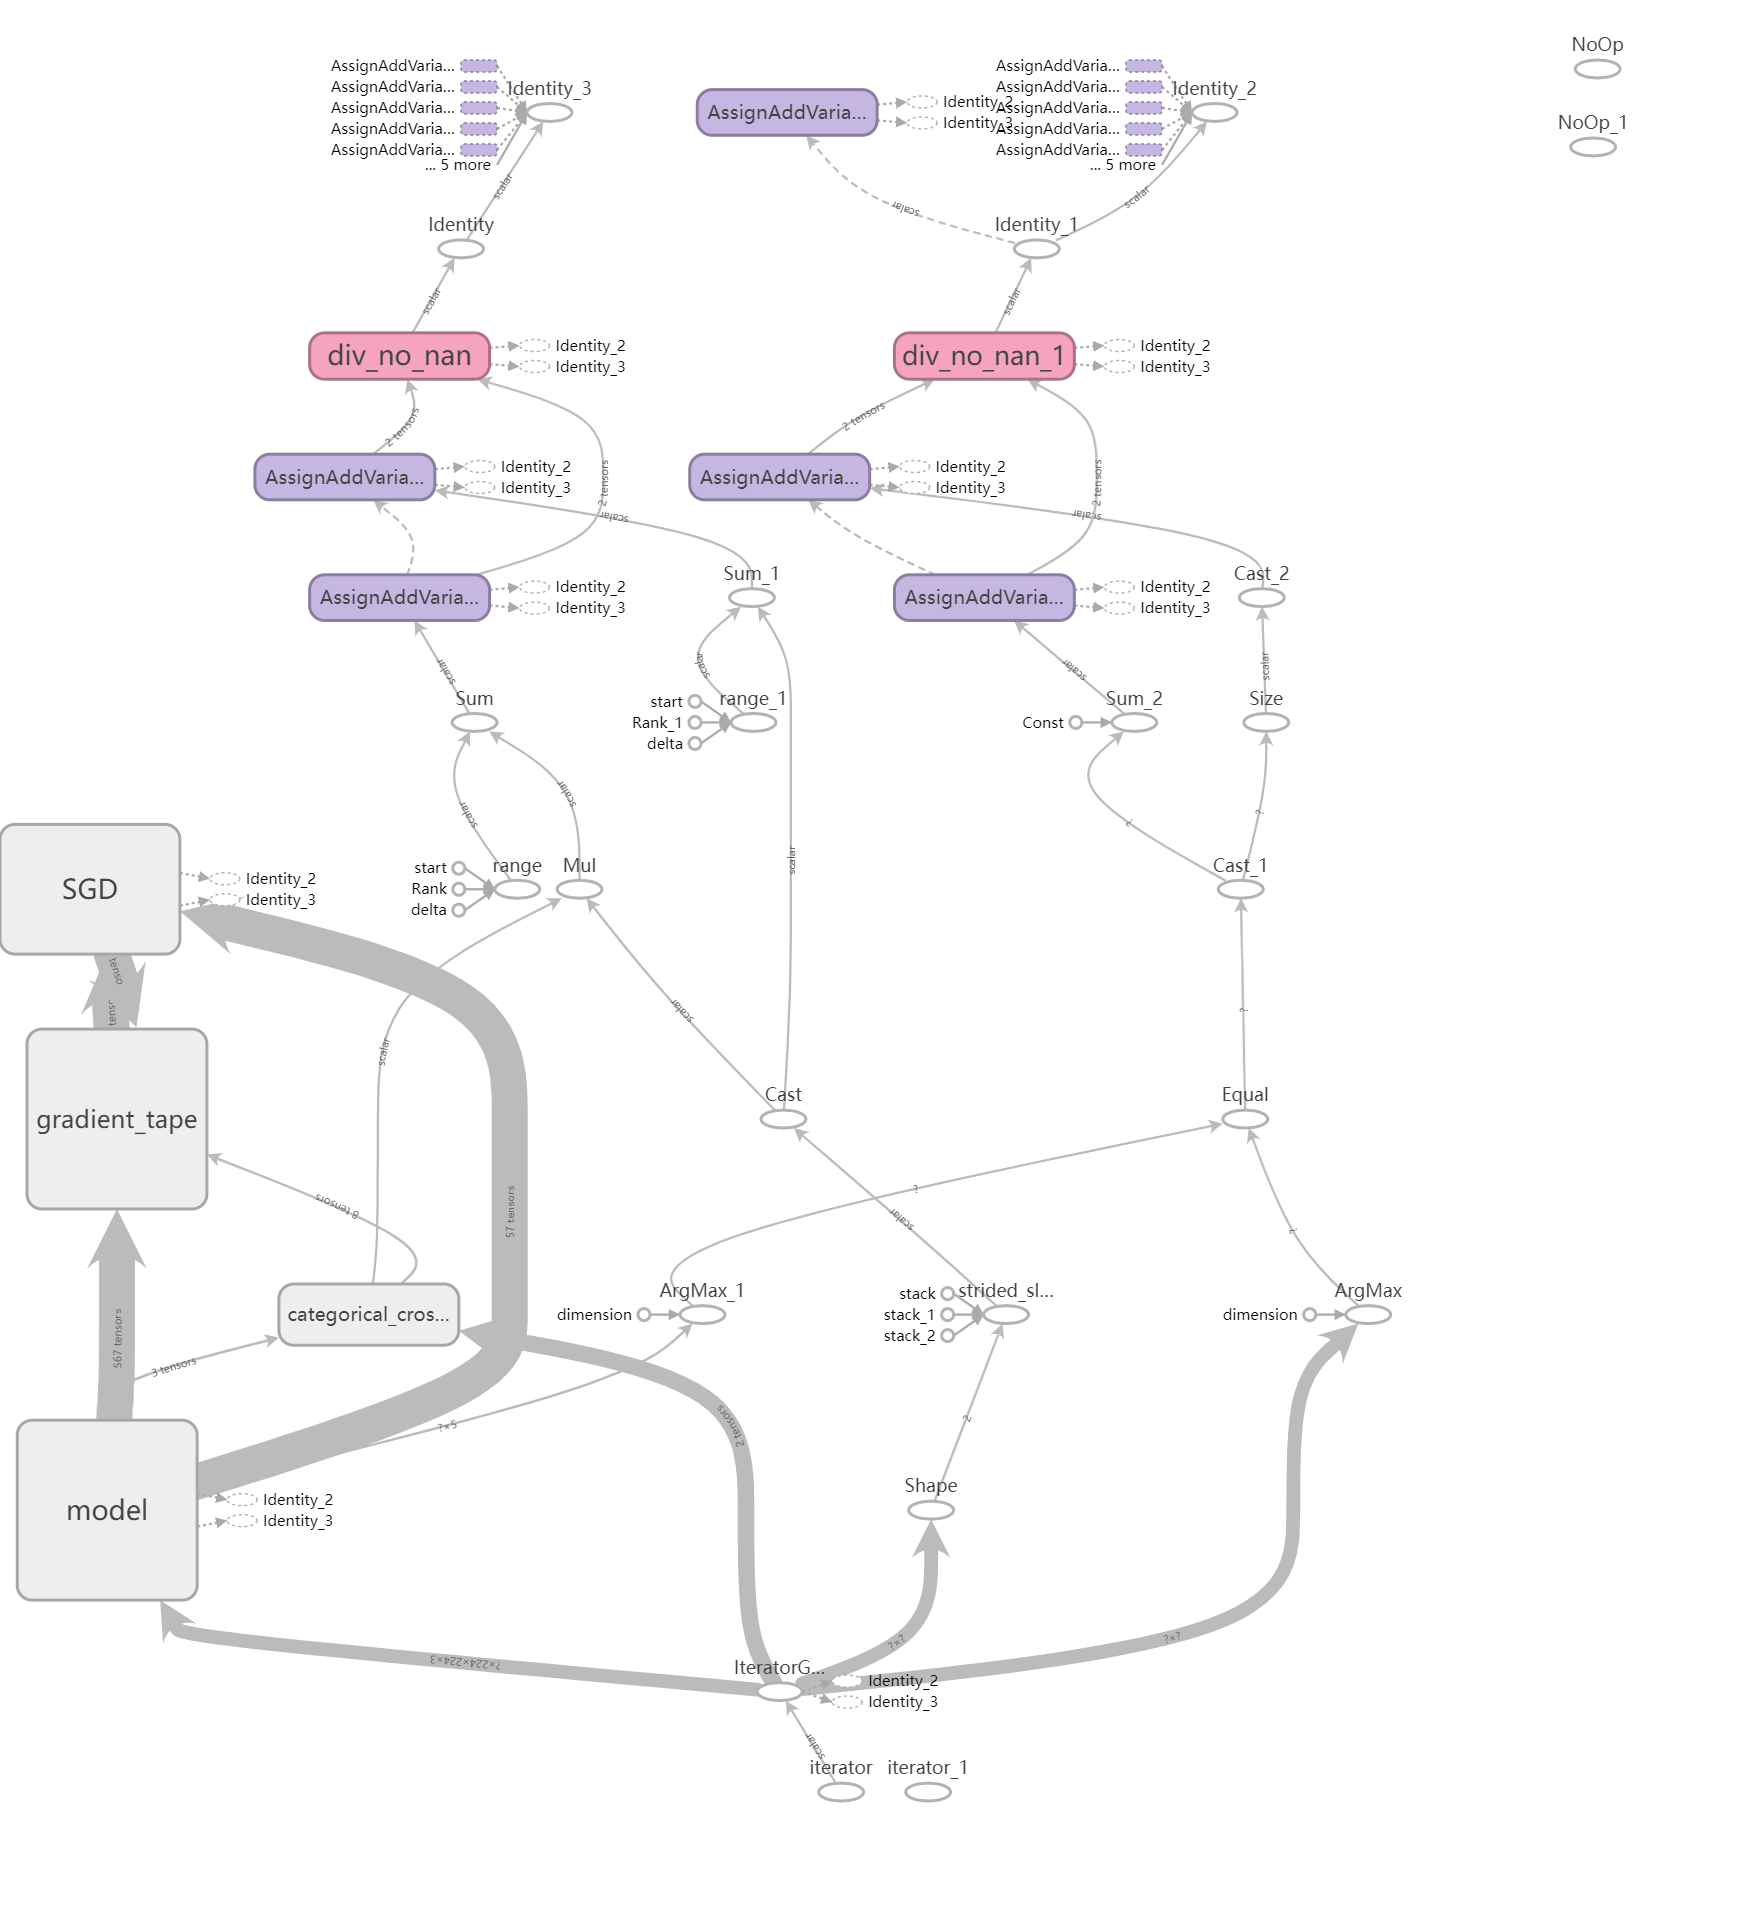 NoOp
NoOp_1
AssignAddVaria...
AssignAddVaria...
AssignAddVaria...
AssignAddVaria...
AssignAddVaria...
... 5 more
Identity_3
scalar
Identity
AssignAddVaria...
Identity_2
Identity_3
AssignAddVaria...
AssignAddVaria...
AssignAddVaria...
AssignAddVaria...
AssignAddVaria...
... 5 more
Identity_2
scalar
scalar
Identity_1
scalar
scalar
div_no_nan
Identity_2
Identity_3
div_no_nan_1
Identity_2
Identity_3
2 tensors
2 tensors
AssignAddVaria...
Identity_2
Identity_3
2 tensors
scalar
AssignAddVaria...
Identity_2
Identity_3
2 tensors
scalar
AssignAddVaria...
Identity_2
Identity_3
Sum_1
AssignAddVaria...
Identity_2
Identity_3
Cast_2
scalar
scalar
scalar
scalar
Sum
start
Rank_1
delta
range_1
Const
Sum_2
Size
scalar
scalar
?
?
SGD
Identity_2
Identity_3
start
Rank
delta
range
Mul
scalar
Cast_1
tenso
tensc
scalar
scalar
?
gradient_tape
Cast
Equal
8 tensors
57 tensors
?
scalar
?
categorical_cros...
dimension
ArgMax_1
stack
stack_1
stack_2
strided_sl...
dimension
ArgMax
567 tensors
3 tensors
?×5
2 tensors
2
model
Identity_2
Identity_3
Shape
?×224×224×3
?×?
?×?
IteratorG...
Identity_2
Identity_3
scalar
iterator
iterator_1